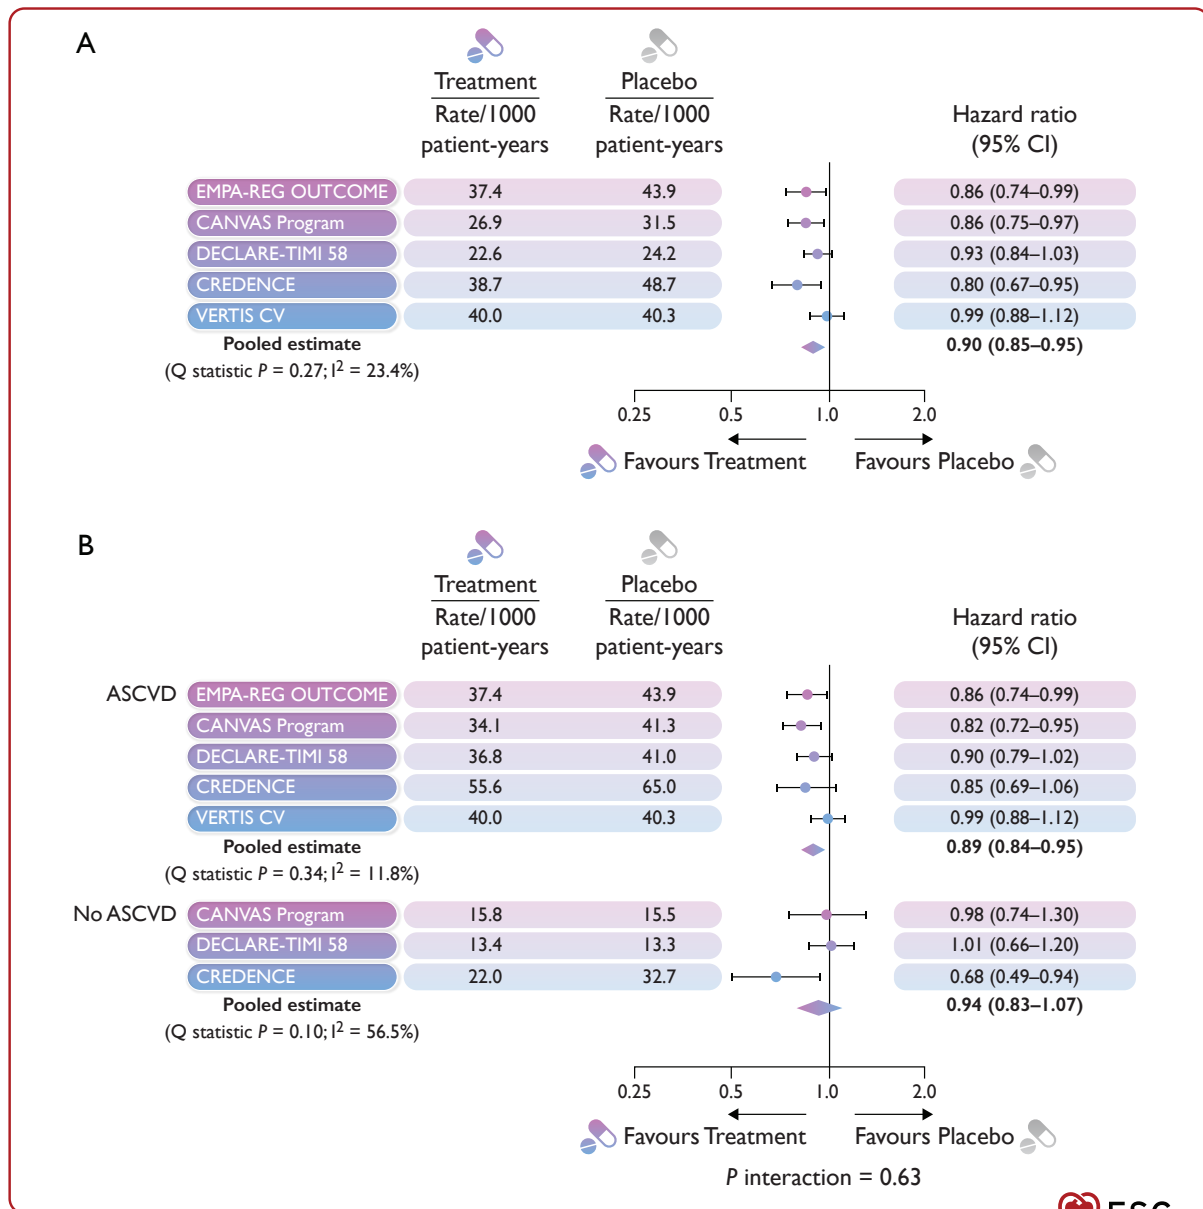 A
Treatment Placebo
Rate/1000 Rate/1000 Hazard ratio
patient-years patient-years (95% CI)
EMPA-REG OUTCOME 37.4 43.9 0.86 (0.74–0.99)
CANVAS Program 26.9 31.5 0.86 (0.75–0.97)
DECLARE-TIMI 58 22.6 24.2 0.93 (0.84–1.03)
CREDENCE 38.7 48.7 0.80 (0.67–0.95)
VERTIS CV 40.0 40.3 0.99 (0.88–1.12)
Pooled estimate 0.90 (0.85–0.95)
(Q statistic P = 0.27; I² = 23.4%)
0.25 0.5 1.0 2.0
Favours Treatment Favours Placebo
B
Treatment Placebo
Rate/1000 Rate/1000 Hazard ratio
patient-years patient-years (95% CI)
ASCVD EMPA-REG OUTCOME 37.4 43.9 0.86 (0.74–0.99)
CANVAS Program 34.1 41.3 0.82 (0.72–0.95)
DECLARE-TIMI 58 36.8 41.0 0.90 (0.79–1.02)
CREDENCE 55.6 65.0 0.85 (0.69–1.06)
VERTIS CV 40.0 40.3 0.99 (0.88–1.12)
Pooled estimate 0.89 (0.84–0.95)
(Q statistic P = 0.34; I² = 11.8%)
No ASCVD CANVAS Program 15.8 15.5 0.98 (0.74–1.30)
DECLARE-TIMI 58 13.4 13.3 1.01 (0.66–1.20)
CREDENCE 22.0 32.7 0.68 (0.49–0.94)
Pooled estimate 0.94 (0.83–1.07)
(Q statistic P = 0.10; I² = 56.5%)
0.25 0.5 1.0 2.0
Favours Treatment Favours Placebo
P interaction = 0.63
ESC